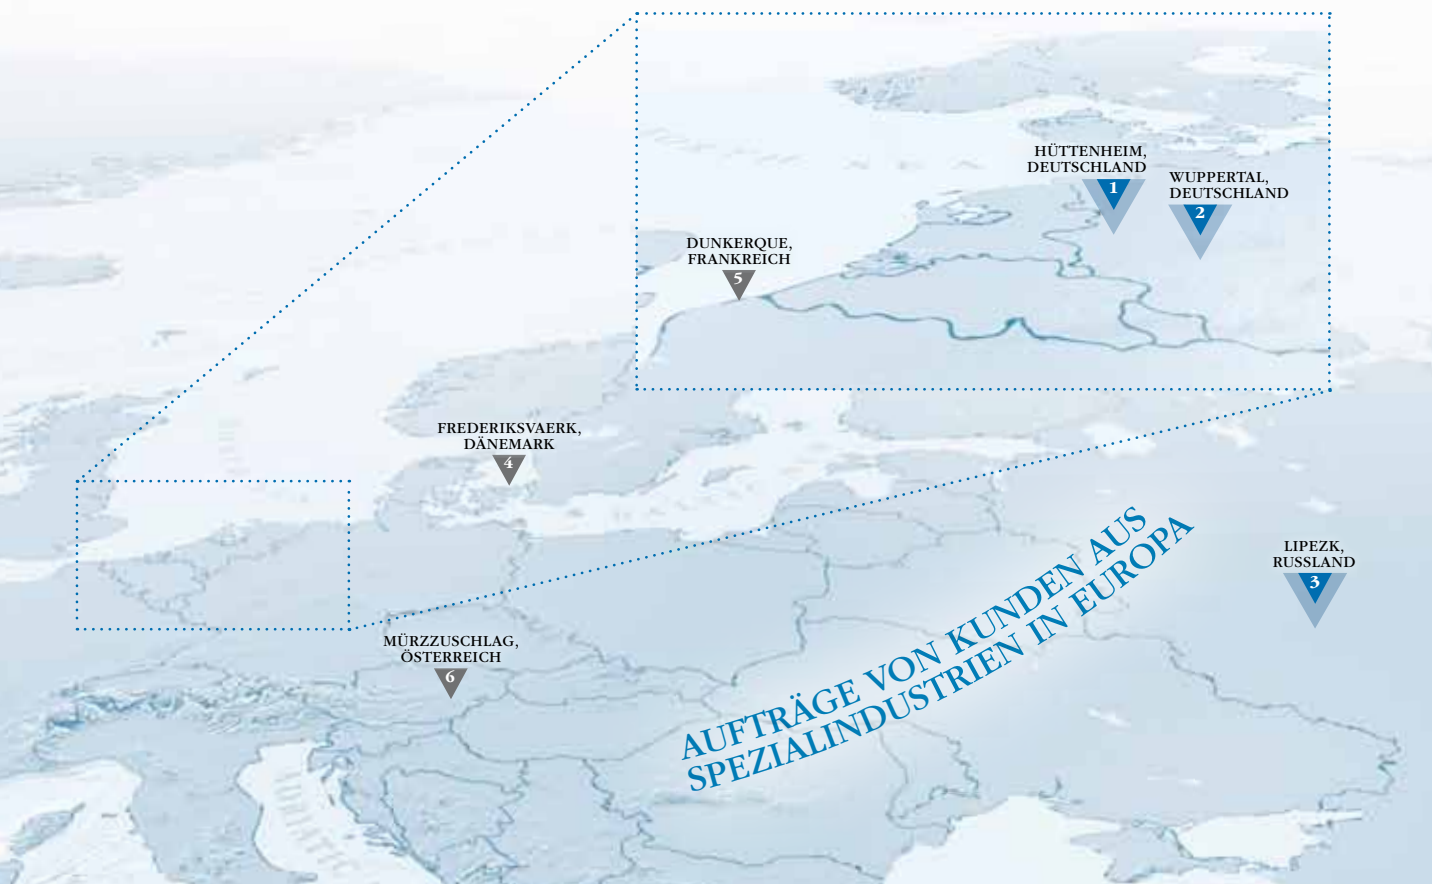 HÜTTENHEIM,
DEUTSCHLAND
1
WUPPERTAL,
DEUTSCHLAND
2
DUNKERQUE,
FRANKREICH
5
FREDERIKSVAERK,
DÄNEMARK
4
LIPEZK,
RUSSLAND
3
MÜRZZUSCHLAG,
ÖSTERREICH
6
AUFTRÄGE VON KUNDEN AUS
SPEZIALINDUSTRIEN IN EUROPA